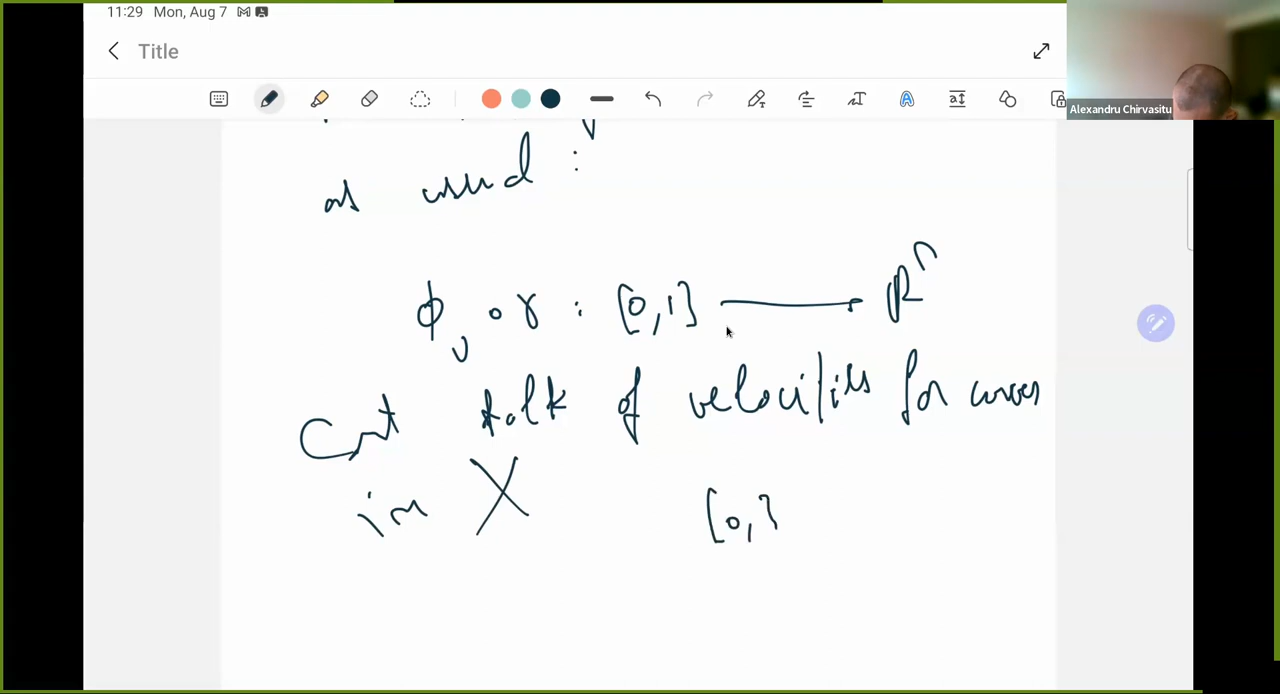 11:29 Mon, Aug 7
Title
Alexandru Chirvasitu
as usual :
ϕ_U ∘ γ : [0,1] ⟶ ℝⁿ
Can't talk of velocities for curves
in X [0,1